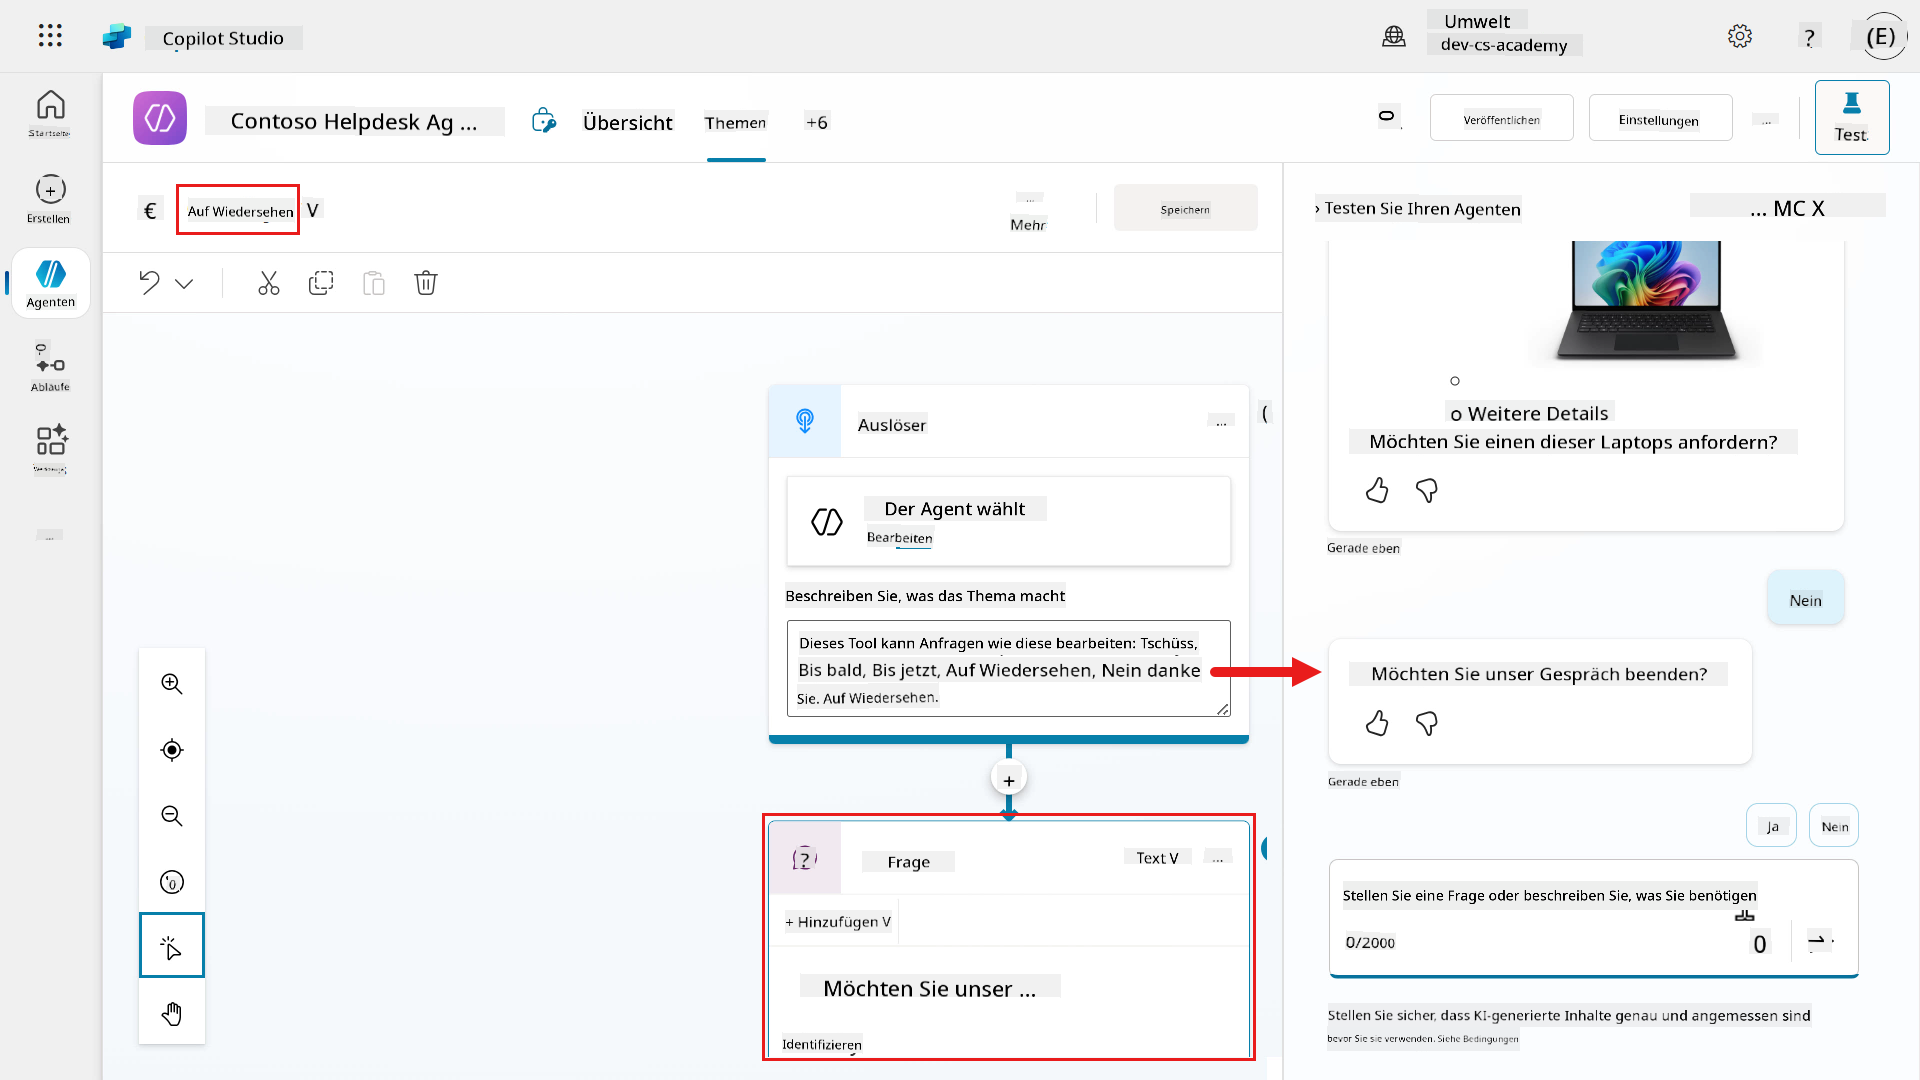 Copilot Studio
Umwelt
dev-cs-academy
?
(E)
Contoso Helpdesk Ag ...
Übersicht
Themen
+6
Veröffentlichen
Einstellungen
...
Test
Startseite
Erstellen
Agenten
Abläufe
...
€ Auf Wiedersehen V
...
Mehr
Speichern
Auslöser
...
Der Agent wählt
Bearbeiten
Beschreiben Sie, was das Thema macht
Dieses Tool kann Anfragen wie diese bearbeiten: Tschüss,
Bis bald, Bis jetzt, Auf Wiedersehen, Nein danke
Sie. Auf Wiedersehen.
Frage
Text V
...
+ Hinzufügen V
Möchten Sie unser ...
Identifizieren
› Testen Sie Ihren Agenten
... MC X
o Weitere Details
Möchten Sie einen dieser Laptops anfordern?
Gerade eben
Nein
Möchten Sie unser Gespräch beenden?
Gerade eben
Ja
Nein
Stellen Sie eine Frage oder beschreiben Sie, was Sie benötigen
0/2000
0
Stellen Sie sicher, dass KI-generierte Inhalte genau und angemessen sind
bevor Sie sie verwenden. Siehe Bedingungen